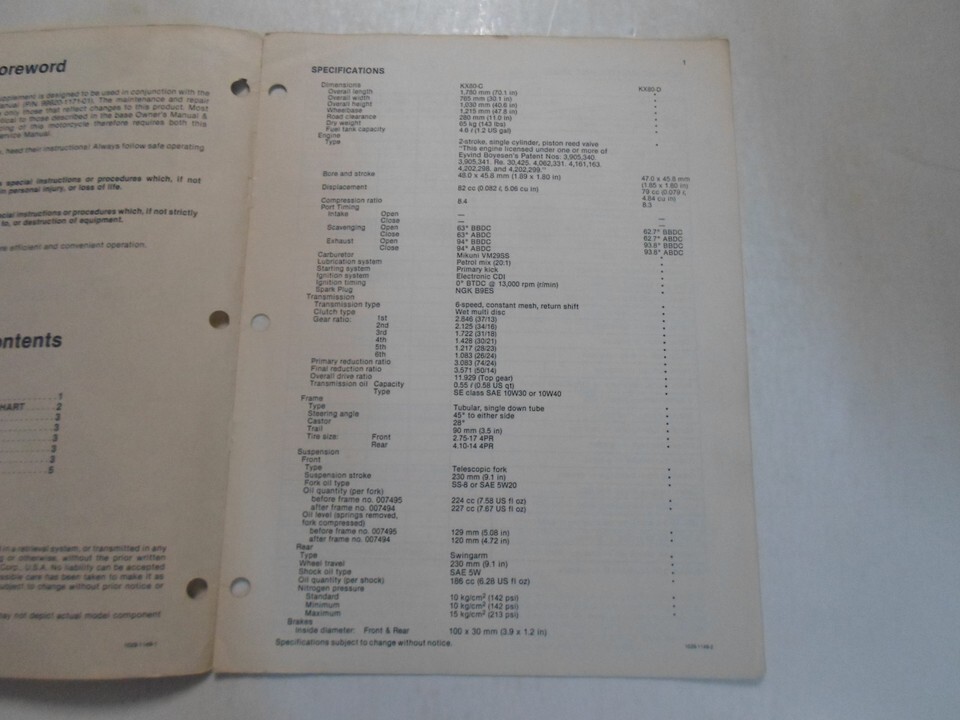 oreword
upplement is designed to be used in conjunction with the
anual (P/N 99920-1171-01). The maintenance and repair
only those that reflect changes to this product. Most
tical to those described in the base Owner's Manual &
ing of this motorcycle therefore requires both this
ervice Manual.
, heed their instructions! Always follow safe operating
s special instructions or procedures which, if not
in personal injury, or loss of life.
ecial instructions or procedures which, if not strictly
to, or destruction of equipment.
re efficient and convenient operation.
ontents
1
HART 2
3
3
3
3
5
in a retrieval system, or transmitted in any
g or otherwise, without the prior written
Corp., U.S.A. No liability can be accepted
ssible care has been taken to make it as
ubject to change without prior notice or
hey not depict actual model component
1
SPECIFICATIONS
Dimensions KX80-C KX80-D
Overall length 1,780 mm (70.1 in) •
Overall width 765 mm (30.1 in) •
Overall height 1,030 mm (40.6 in) •
Wheelbase 1,215 mm (47.8 in) •
Road clearance 280 mm (11.0 in) •
Dry weight 65 kg (143 lbs) •
Fuel tank capacity 4.6 ℓ (1.2 US gal) •
Engine
Type 2-stroke, single cylinder, piston reed valve •
"This engine licensed under one or more of
Eyvind Boyesen's Patent Nos: 3,905,340.
3,905,341. Re. 30,425. 4,062,331. 4,161,163.
4,202,298. and 4,202,299."
Bore and stroke 48.0 x 45.8 mm (1.89 x 1.80 in) 47.0 x 45.8 mm
(1.85 x 1.80 in)
Displacement 82 cc (0.082 ℓ, 5.06 cu in) 79 cc (0.079 ℓ,
4.84 cu in)
Compression ratio 8.4 8.3
Port Timing
Intake Open — —
Close — —
Scavenging Open 63° BBDC 62.7° BBDC
Close 63° ABDC 62.7° ABDC
Exhaust Open 94° BBDC 93.6° BBDC
Close 94° ABDC 93.6° ABDC
Carburetor Mikuni VM29SS •
Lubrication system Petrol mix (20:1) •
Starting system Primary kick •
Ignition system Electronic CDI •
Ignition timing 0° BTDC @ 13,000 rpm (r/min) •
Spark Plug NGK B9ES •
Transmission
Transmission type 6-speed, constant mesh, return shift •
Clutch type Wet multi disc •
Gear ratio: 1st 2.846 (37/13) •
2nd 2.125 (34/16) •
3rd 1.722 (31/18) •
4th 1.428 (30/21) •
5th 1.217 (28/23) •
6th 1.083 (26/24) •
Primary reduction ratio 3.083 (74/24) •
Final reduction ratio 3.571 (50/14) •
Overall drive ratio 11.929 (Top gear) •
Transmission oil Capacity 0.55 ℓ (0.58 US qt) •
Type SE class SAE 10W30 or 10W40 •
Frame
Type Tubular, single down tube •
Steering angle 45° to either side •
Castor 28° •
Trail 90 mm (3.5 in) •
Tire size: Front 2.75-17 4PR •
Rear 4.10-14 4PR •
Suspension
Front
Type Telescopic fork •
Suspension stroke 230 mm (9.1 in) •
Fork oil type SS-8 or SAE 5W20 •
Oil quantity (per fork)
before frame no. 007495 224 cc (7.58 US fl oz) •
after frame no. 007494 227 cc (7.67 US fl oz) •
Oil level (springs removed,
fork compressed)
before frame no. 007495 129 mm (5.08 in) •
after frame no. 007494 120 mm (4.72 in) •
Rear
Type Swingarm •
Wheel travel 230 mm (9.1 in) •
Shock oil type SAE 5W •
Oil quantity (per shock) 186 cc (6.28 US fl oz) •
Nitrogen pressure
Standard 10 kg/cm² (142 psi) •
Minimum 10 kg/cm² (142 psi) •
Maximum 15 kg/cm² (213 psi) •
Brakes
Inside diameter: Front & Rear 100 x 30 mm (3.9 x 1.2 in) •
Specifications subject to change without notice.